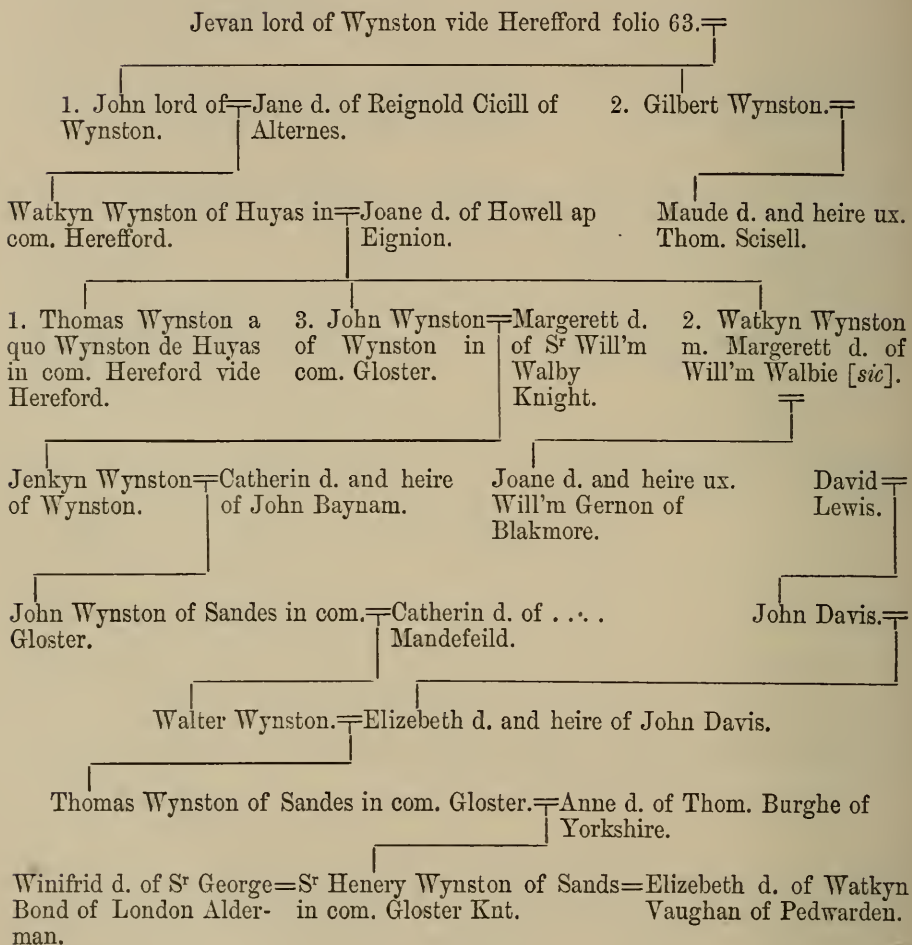 Jevan lord of Wynston vide Herefford folio 63.
1. John lord of Wynston.
Jane d. of Reignold Cicill of Alternes.
2. Gilbert Wynston.
Watkyn Wynston of Huyas in com. Herefford.
Joane d. of Howell ap Eignion.
Maude d. and heire ux. Thom. Scisell.
1. Thomas Wynston a quo Wynston de Huyas in com. Hereford vide Hereford.
3. John Wynston of Wynston in com. Gloster.
Margerett d. of Sr Will'm Walby Knight.
2. Watkyn Wynston m. Margerett d. of Will'm Walbie [sic].
Jenkyn Wynston of Wynston.
Catherin d. and heire of John Baynam.
Joane d. and heire ux. Will'm Gernon of Blakmore.
David Lewis.
John Wynston of Sandes in com. Gloster.
Catherin d. of . . . . Mandefeild.
John Davis.
Walter Wynston.
Elizebeth d. and heire of John Davis.
Thomas Wynston of Sandes in com. Gloster.
Anne d. of Thom. Burghe of Yorkshire.
Winifrid d. of Sr George Bond of London Alderman.
Sr Henery Wynston of Sands in com. Gloster Knt.
Elizebeth d. of Watkyn Vaughan of Pedwarden.